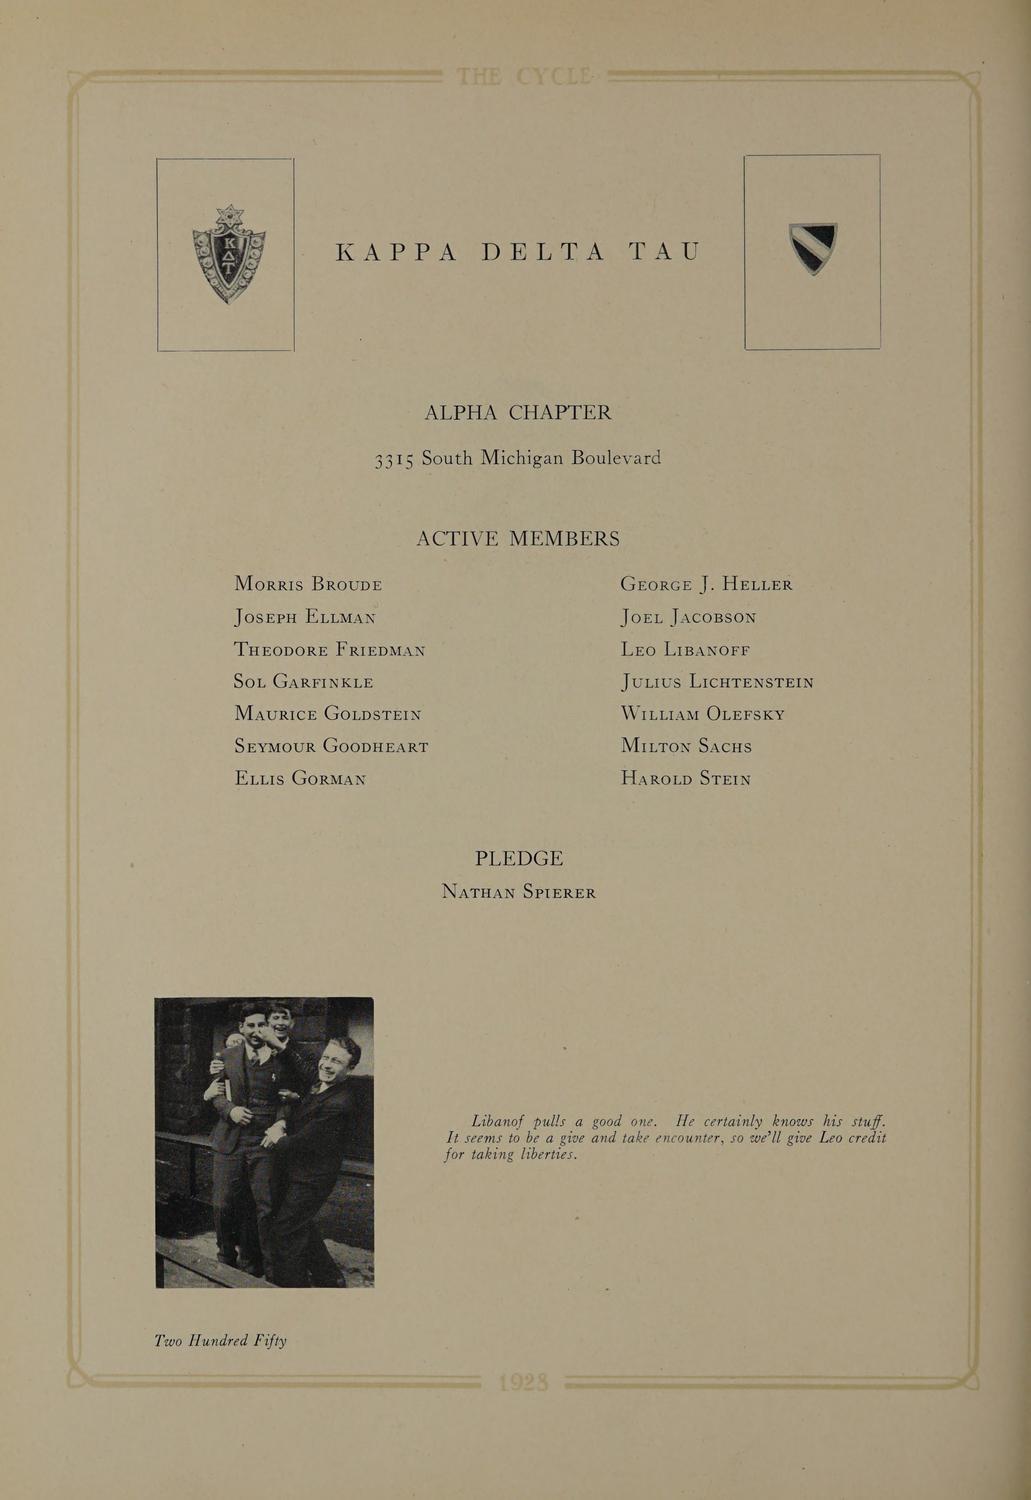 THE CYCLE
Κ
Δ
Τ
KAPPA DELTA TAU
ALPHA CHAPTER
3315 South Michigan Boulevard
ACTIVE MEMBERS
Morris Broude
Joseph Ellman
Theodore Friedman
Sol Garfinkle
Maurice Goldstein
Seymour Goodheart
Ellis Gorman
George J. Heller
Joel Jacobson
Leo Libanoff
Julius Lichtenstein
William Olefsky
Milton Sachs
Harold Stein
PLEDGE
Nathan Spierer
Libanof pulls a good one. He certainly knows his stuff.
It seems to be a give and take encounter, so we'll give Leo credit
for taking liberties.
Two Hundred Fifty
1928